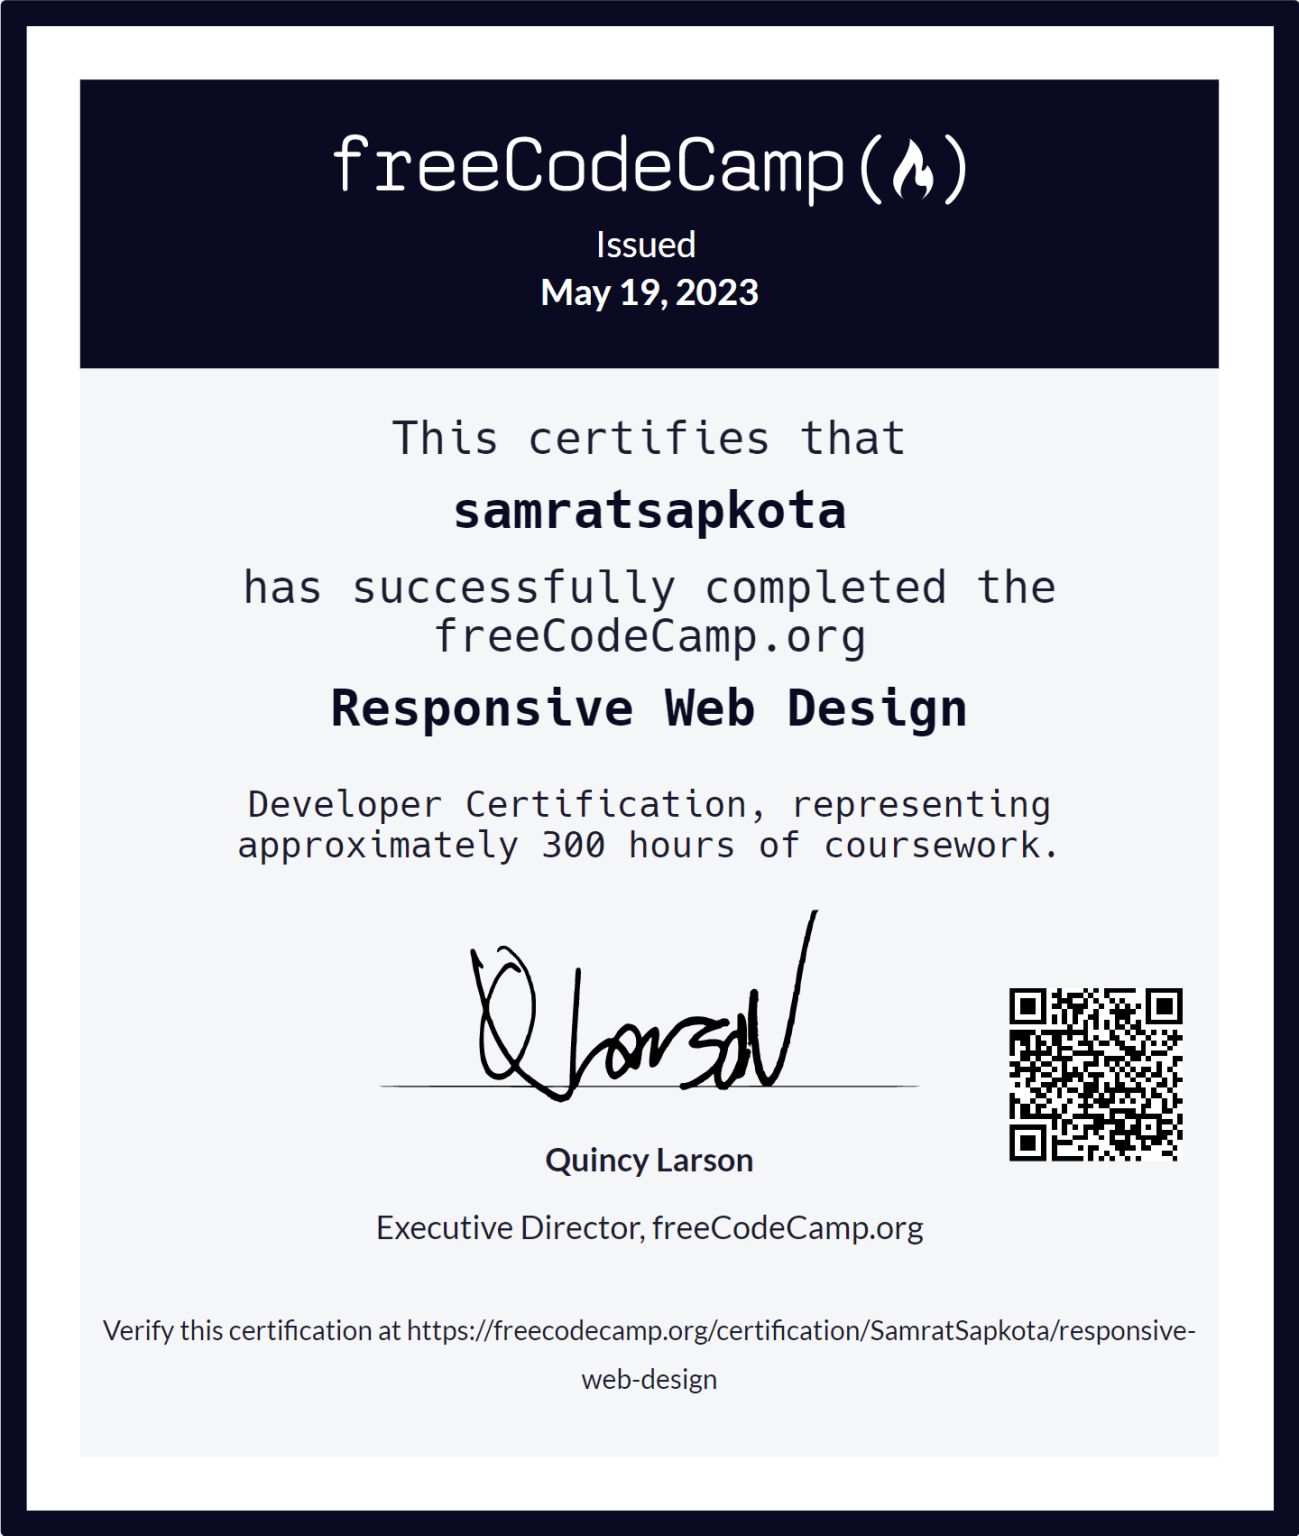 freeCodeCamp(🔥)
Issued
May 19, 2023
This certifies that
samratsapkota
has successfully completed the
freeCodeCamp.org
Responsive Web Design
Developer Certification, representing
approximately 300 hours of coursework.
Quincy Larson
Executive Director, freeCodeCamp.org
Verify this certification at https://freecodecamp.org/certification/SamratSapkota/responsive-
web-design